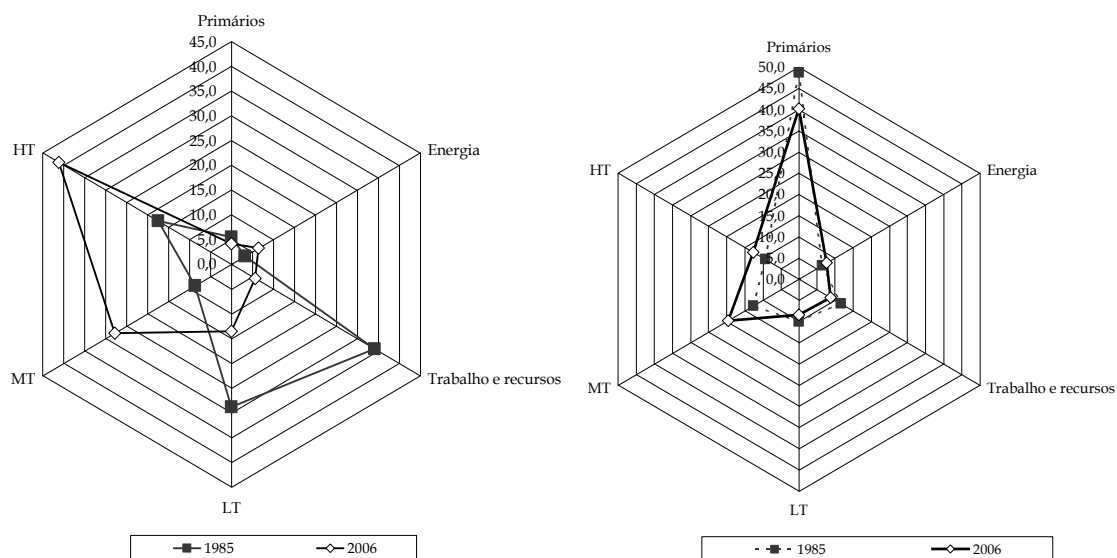 Primários
45,0
40,0
35,0
30,0
25,0
20,0
15,0
10,0
5,0
0,0
HT
Energia
MT
Trabalho e recursos
LT
1985 2006
Primários
50,0
45,0
40,0
35,0
30,0
25,0
20,0
15,0
10,0
5,0
0,0
HT
Energia
MT
Trabalho e recursos
LT
1985 2006